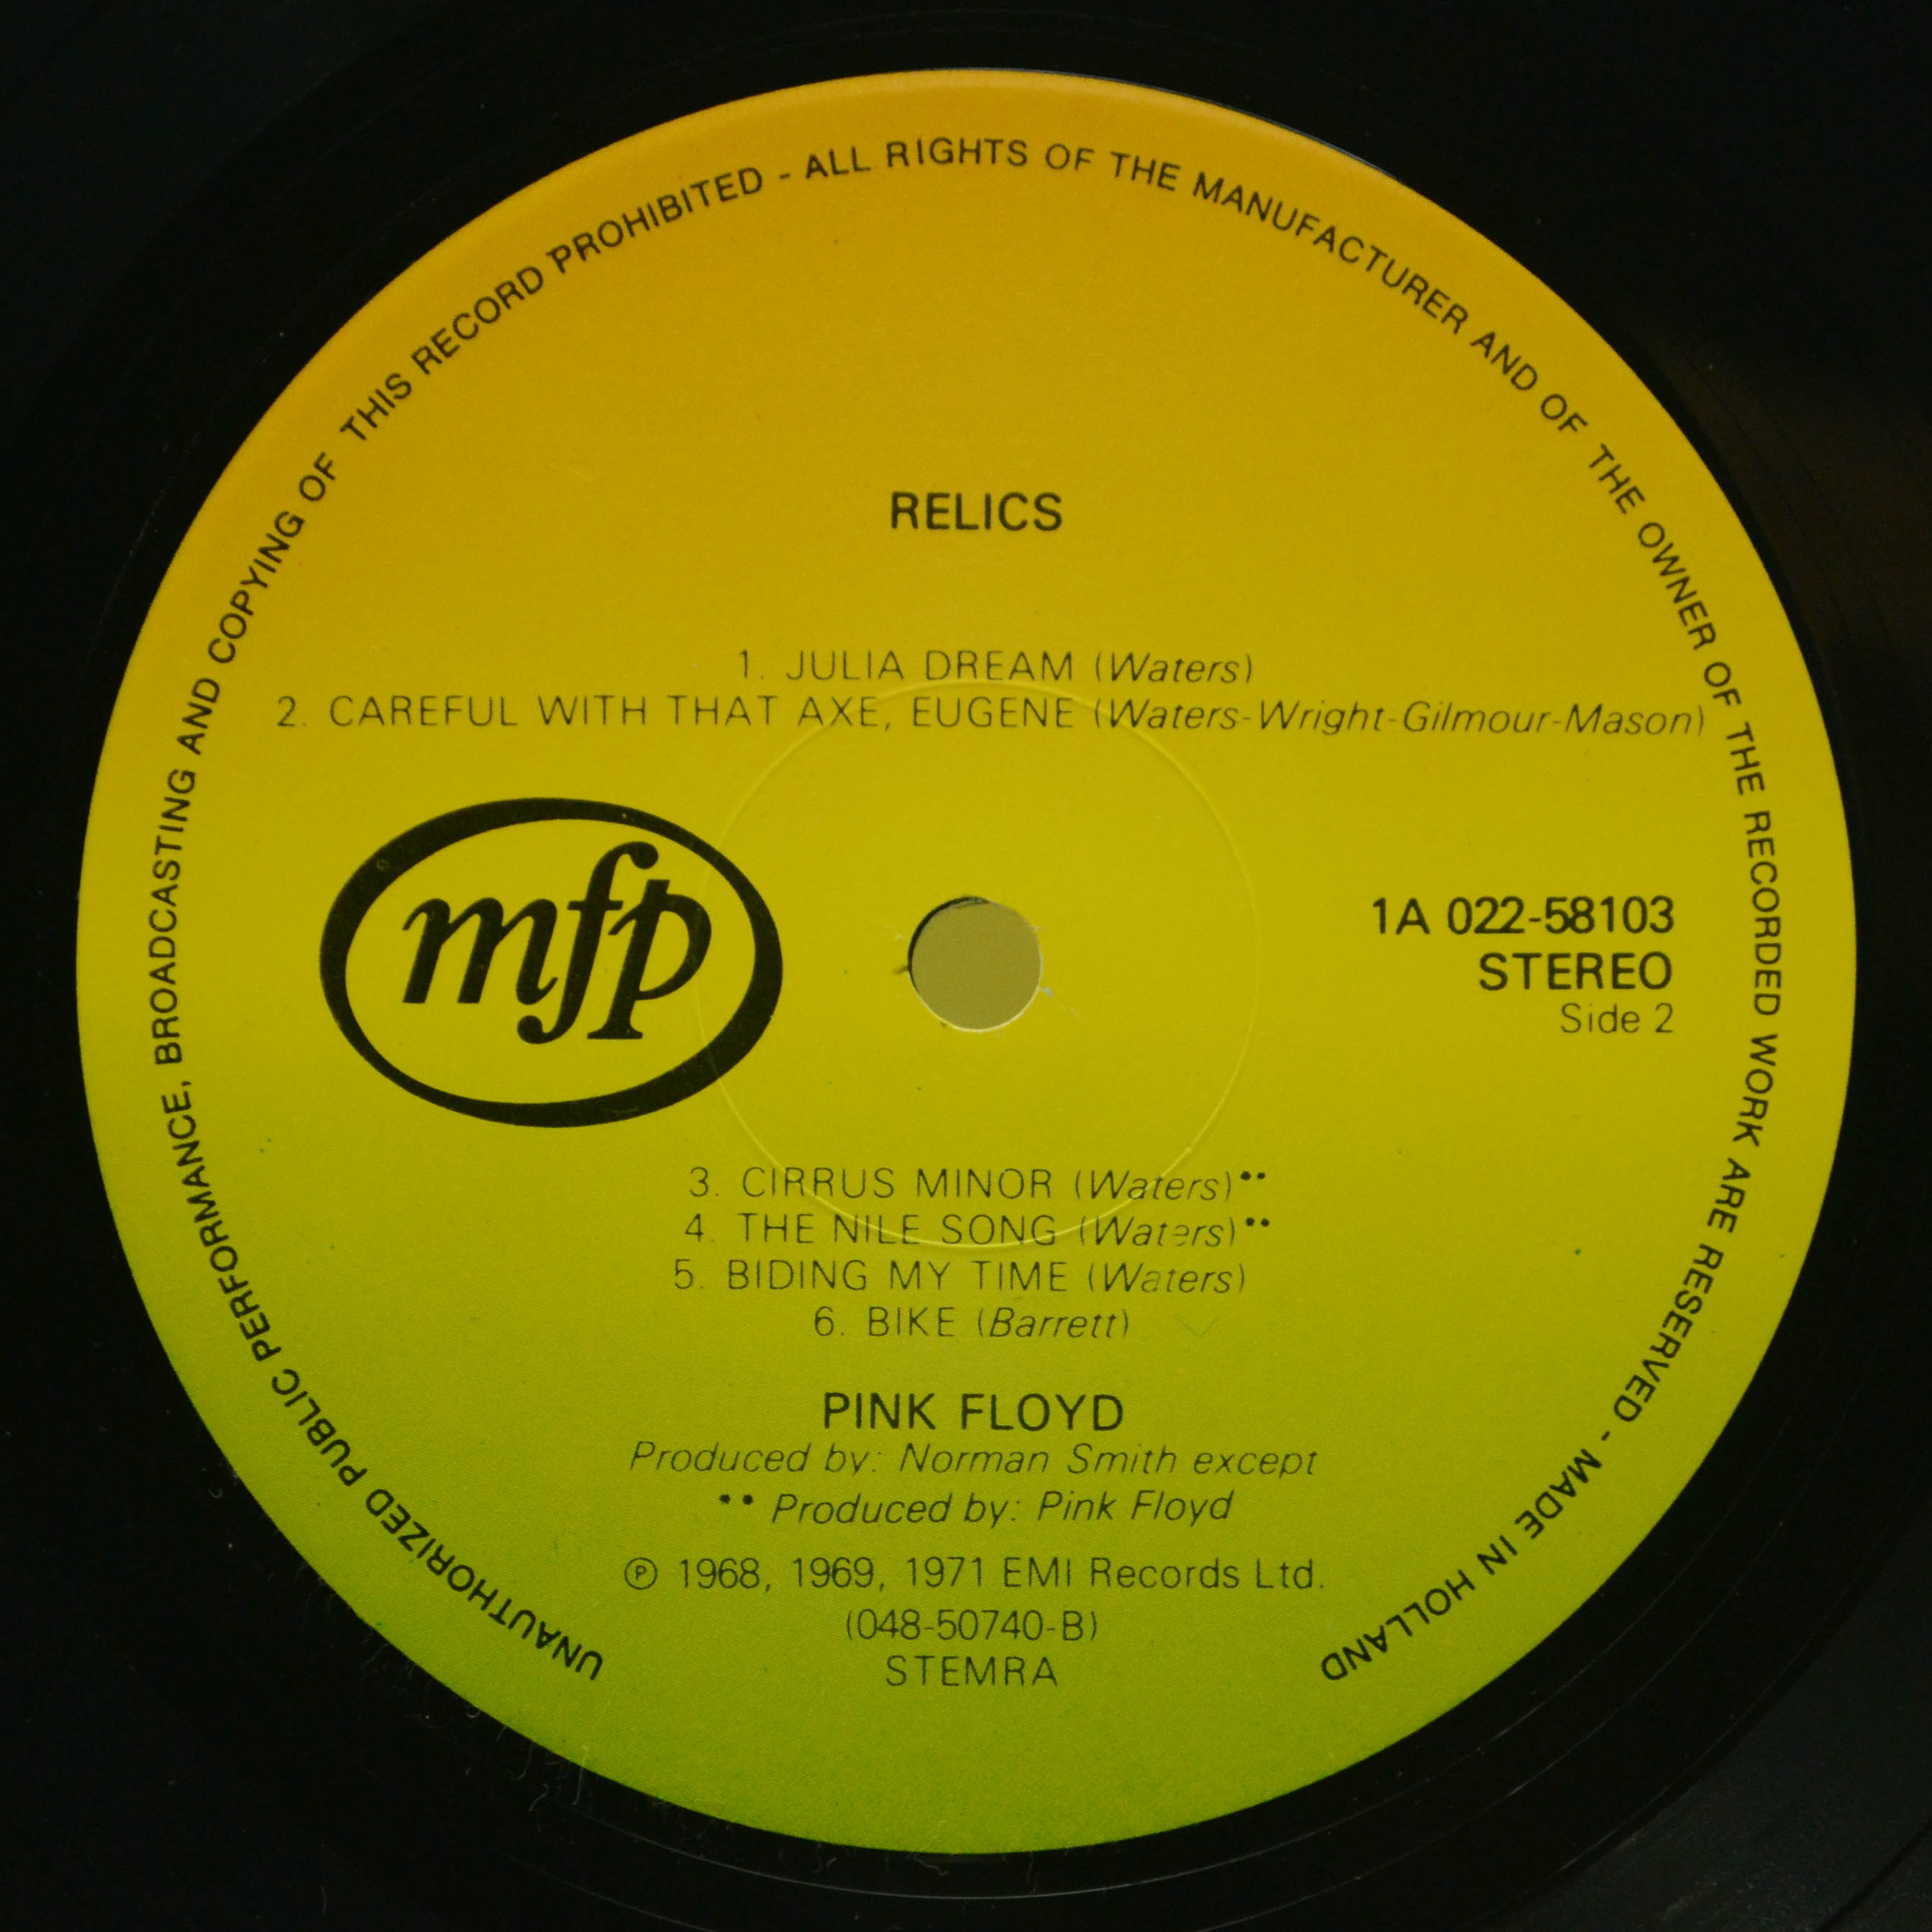 UNAUTHORIZED PUBLIC PERFORMANCE, BROADCASTING AND COPYING OF THIS RECORD PROHIBITED - ALL RIGHTS OF THE MANUFACTURER AND OF THE OWNER OF THE RECORDED WORK ARE RESERVED - MADE IN HOLLAND
RELICS
1. JULIA DREAM (Waters)
2. CAREFUL WITH THAT AXE, EUGENE (Waters-Wright-Gilmour-Mason)
mfp
1A 022-58103
STEREO
Side 2
3. CIRRUS MINOR (Waters)**
4. THE NILE SONG (Waters)**
5. BIDING MY TIME (Waters)
6. BIKE (Barrett)
PINK FLOYD
Produced by: Norman Smith except
** Produced by: Pink Floyd
℗ 1968, 1969, 1971 EMI Records Ltd.
(048-50740-B)
STEMRA